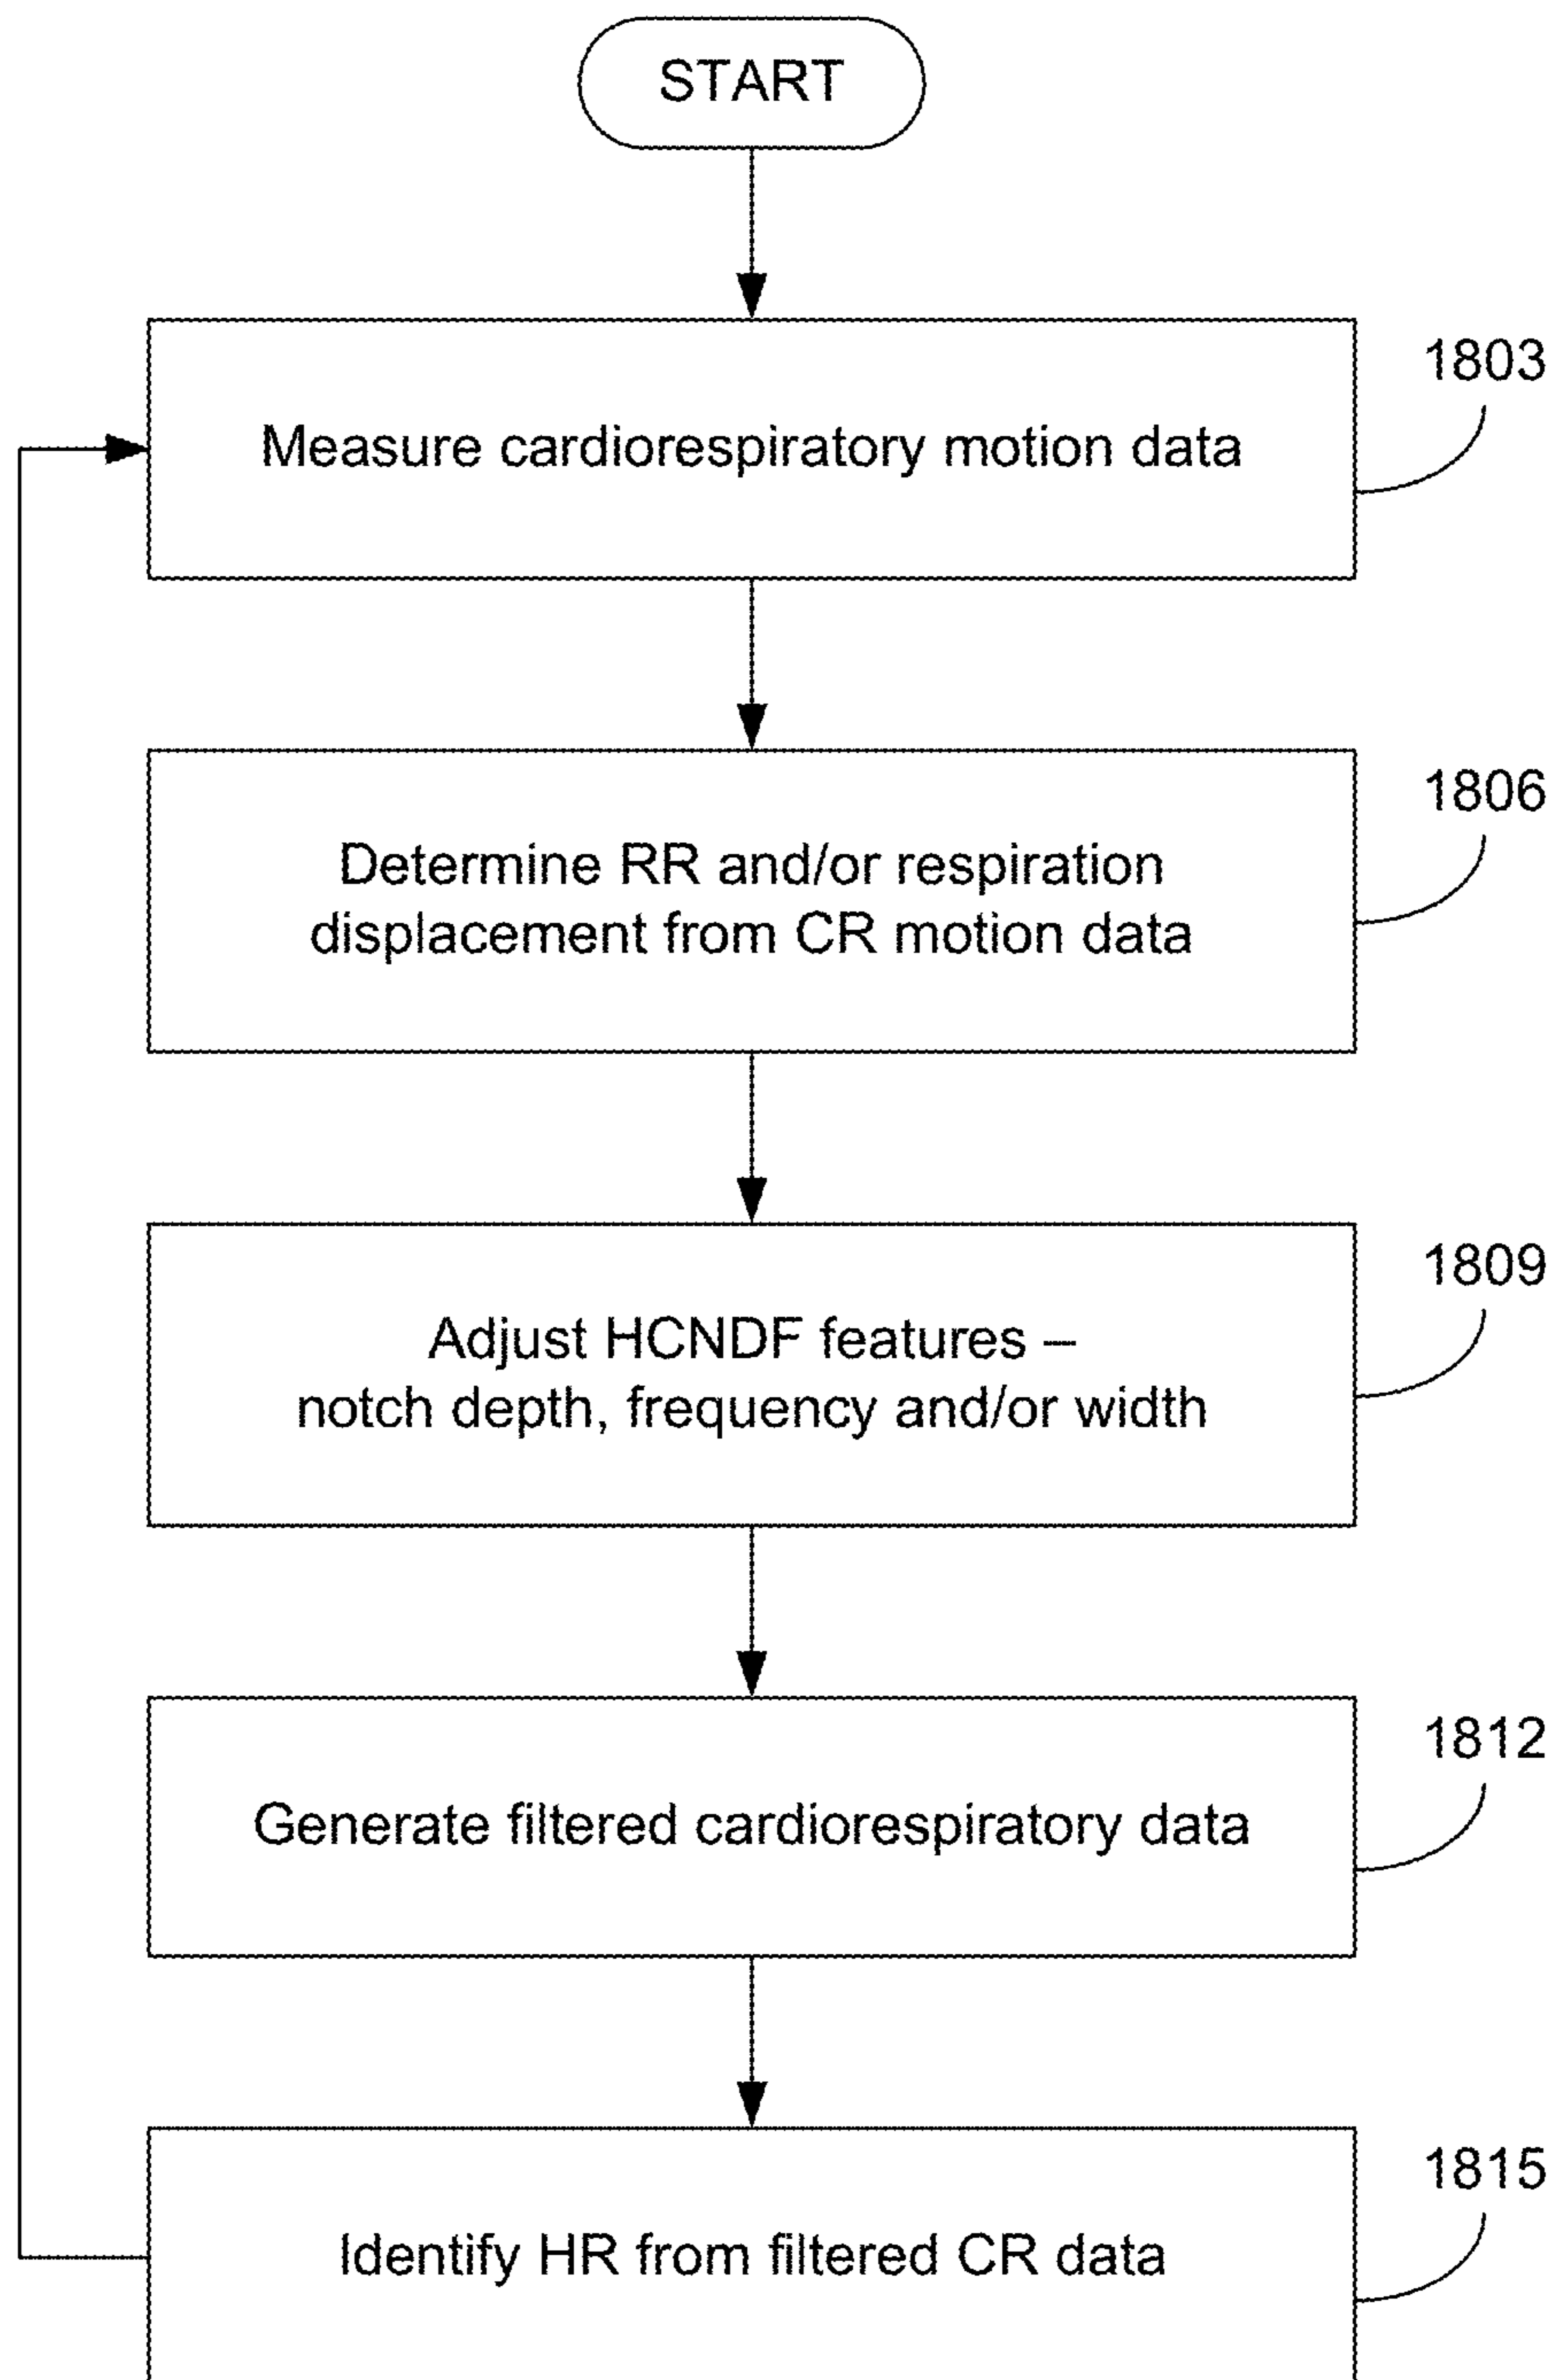 START
1803
Measure cardiorespiratory motion data
1806
Determine RR and/or respiration
displacement from CR motion data
1809
Adjust HCNDF features –
notch depth, frequency and/or width
1812
Generate filtered cardiorespiratory data
1815
Identify HR from filtered CR data